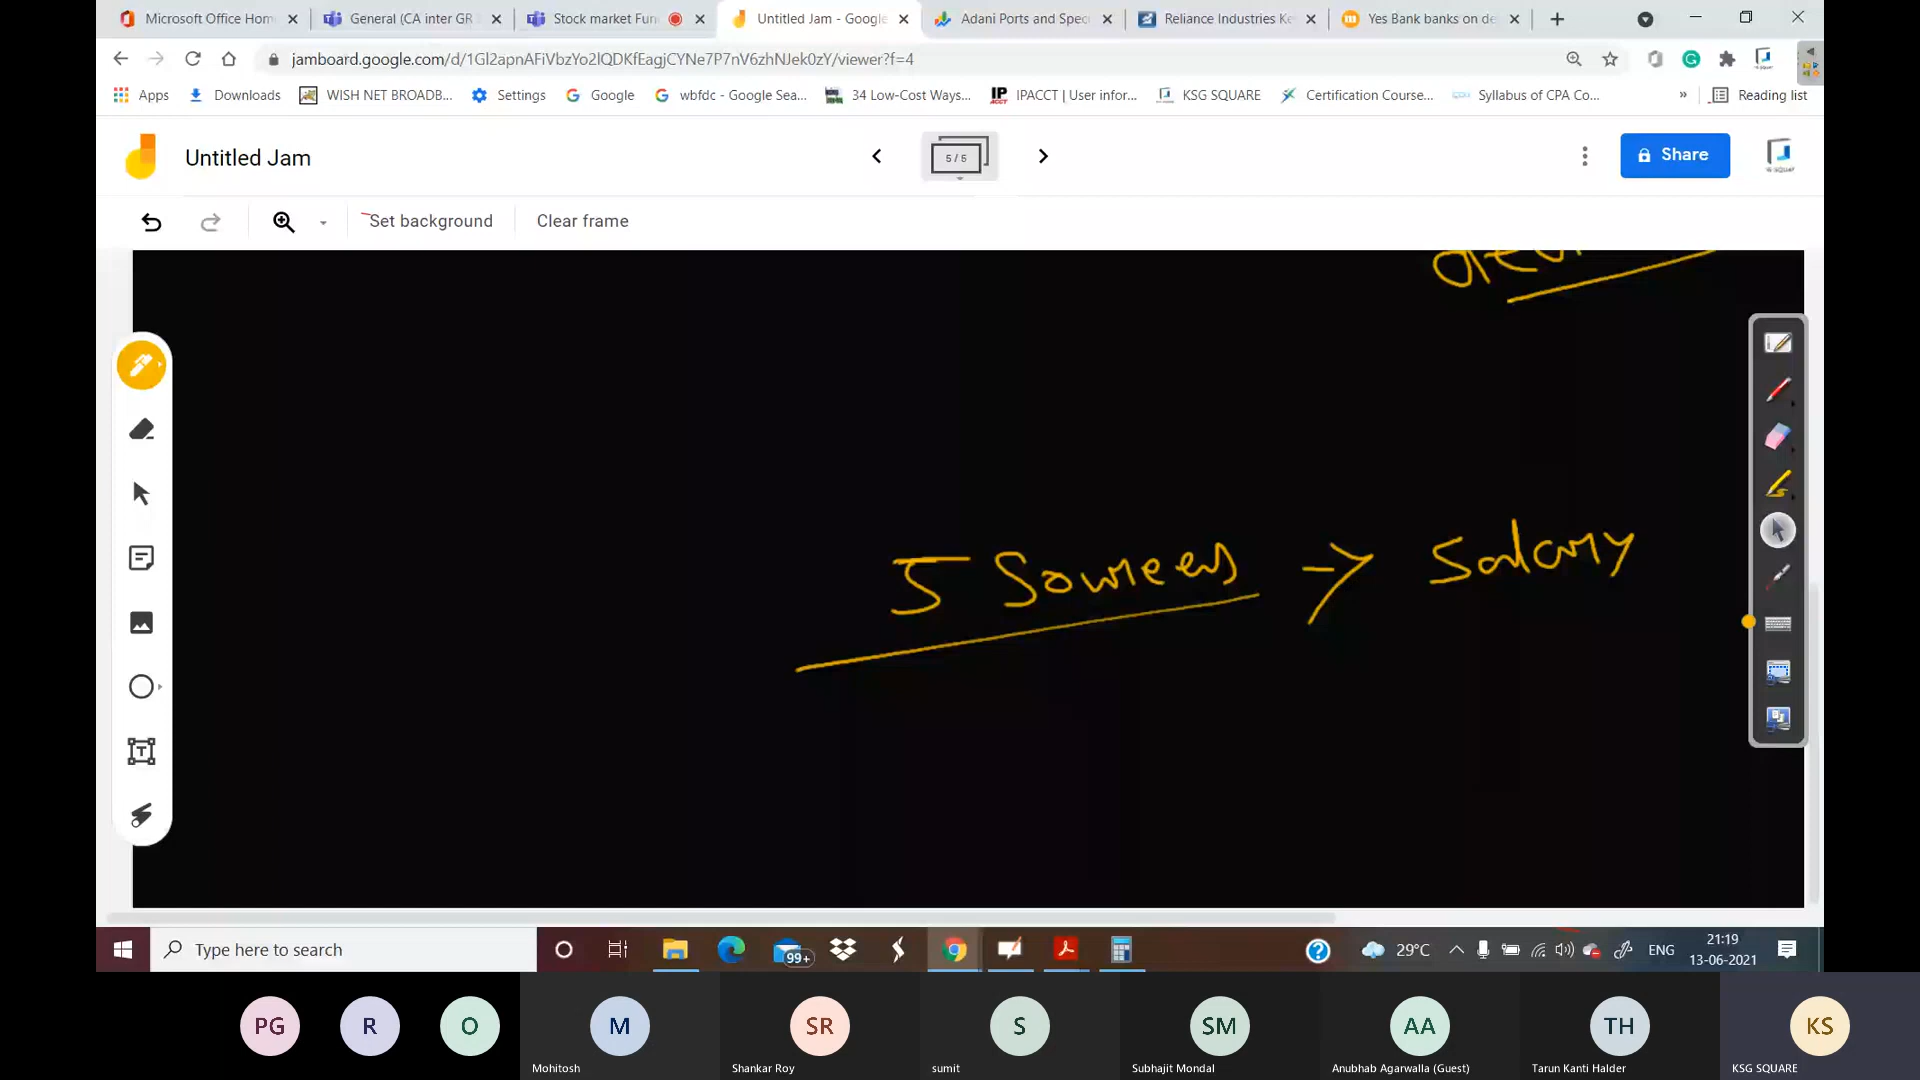 Microsoft Office Hom
General (CA inter GR
Stock market Fun
Untitled Jam - Google
Adani Ports and Speci
Reliance Industries Ke
Yes Bank banks on de
jamboard.google.com/d/1Gl2apnAFiVbzYo2lQDKfEagjCYNe7P7nV6zhNJek0zY/viewer?f=4
Apps
Downloads
WISH NET BROADB...
Settings
Google
wbfdc - Google Sea...
34 Low-Cost Ways...
IP ACCT IPACCT | User infor...
KSG SQUARE
Certification Course...
Syllabus of CPA Co...
»
Reading list
Untitled Jam
5 / 5
Share
Set background
Clear frame
5 Sources → Salary
Type here to search
99+
29°C
ENG
21:19
13-06-2021
PG
R
O
M
SR
S
SM
AA
TH
KS
Mohitosh
Shankar Roy
sumit
Subhajit Mondal
Anubhab Agarwalla (Guest)
Tarun Kanti Halder
KSG SQUARE